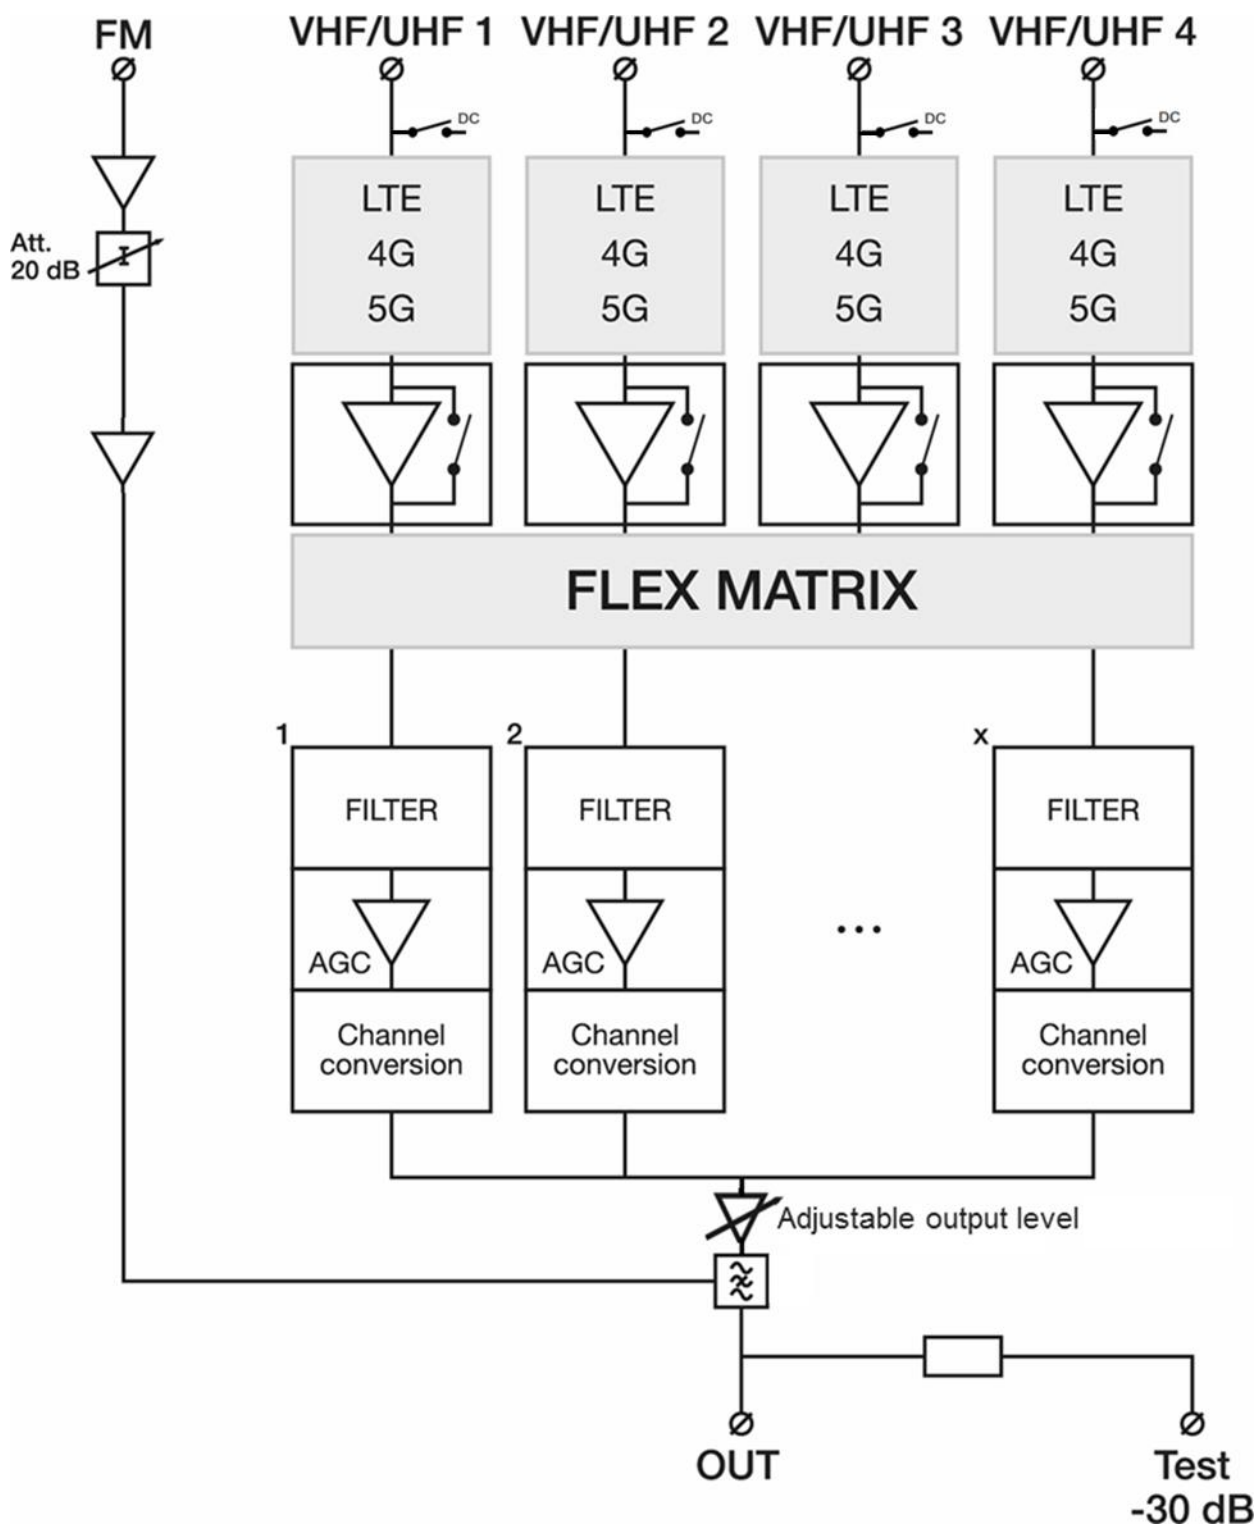 FM
VHF/UHF 1
VHF/UHF 2
VHF/UHF 3
VHF/UHF 4
DC
DC
DC
DC
Att.
20 dB
LTE
4G
5G
LTE
4G
5G
LTE
4G
5G
LTE
4G
5G
FLEX MATRIX
1
FILTER
AGC
Channel
conversion
2
FILTER
AGC
Channel
conversion
...
x
FILTER
AGC
Channel
conversion
Adjustable output level
OUT
Test
-30 dB